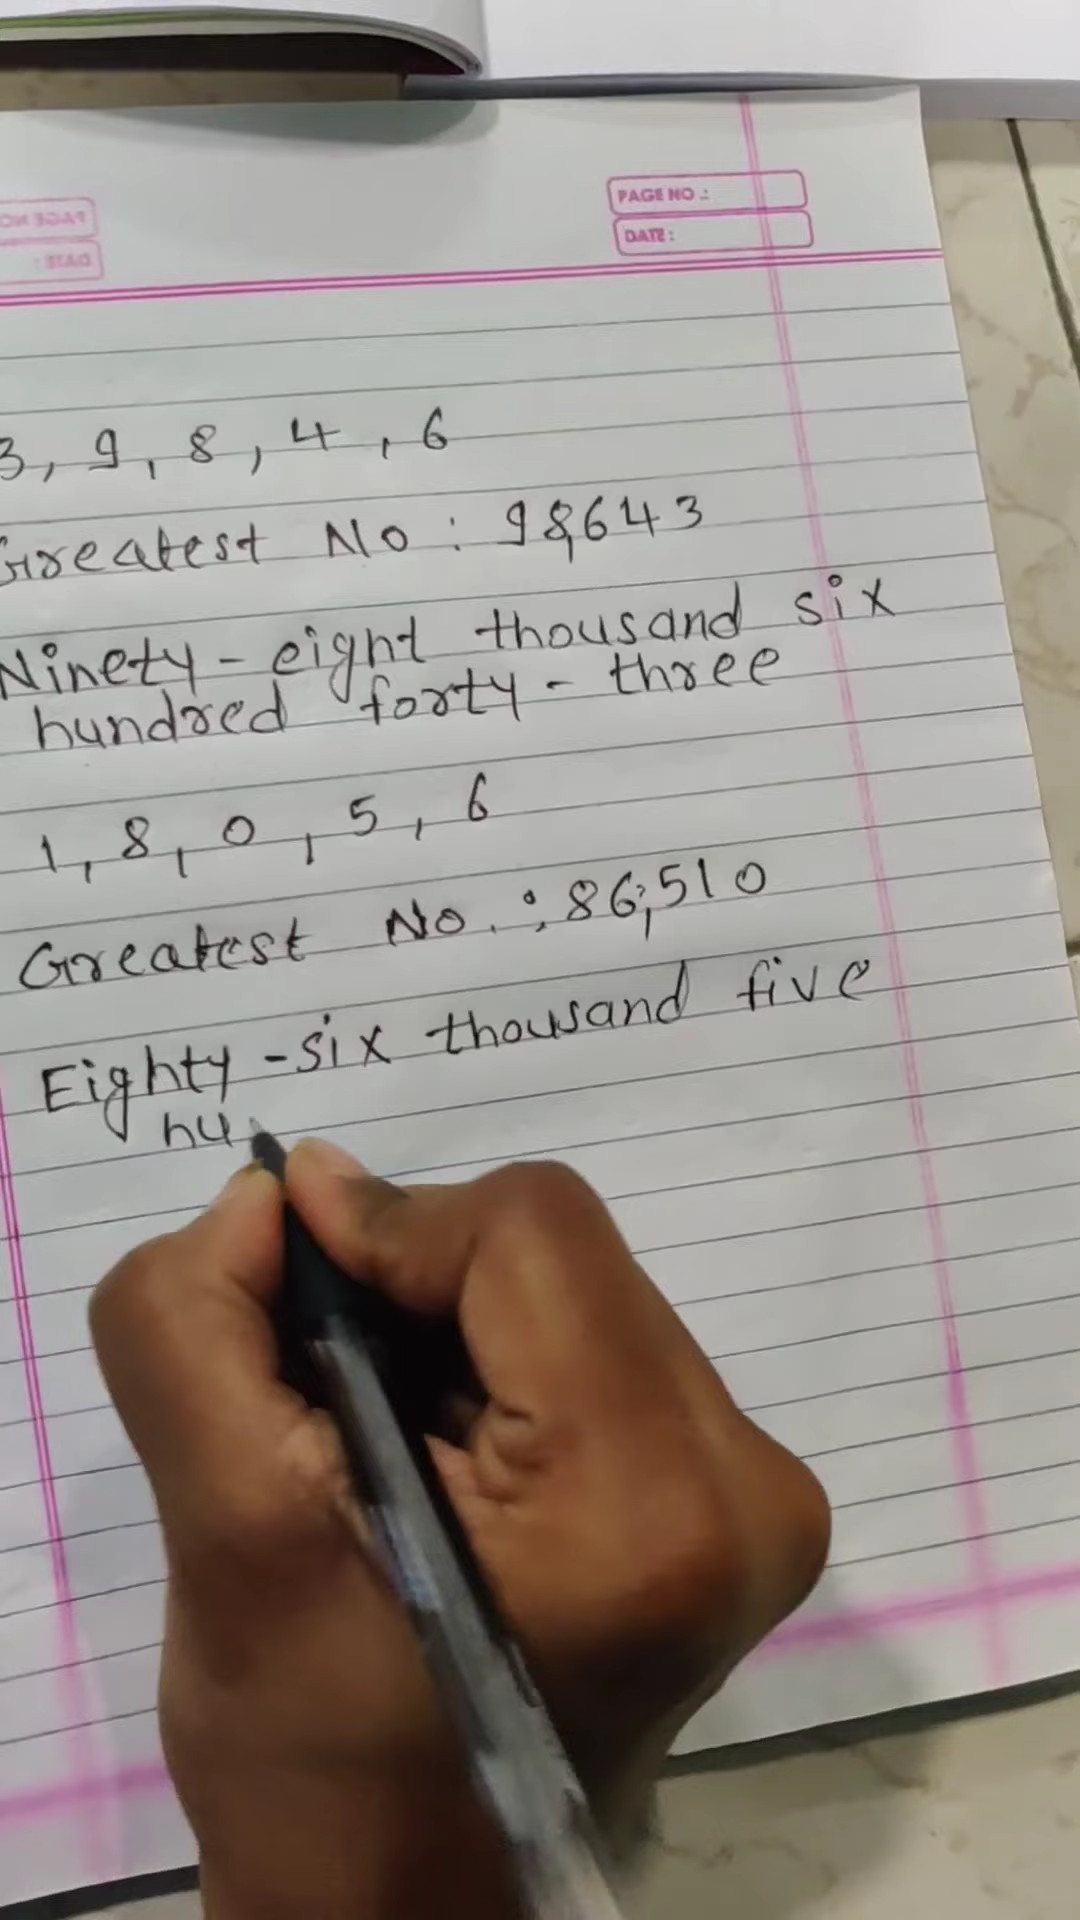 PAGE NO.:
DATE:
3, 9, 8, 4, 6
Greatest No : 98,643
Ninety-eight thousand six
hundred forty-three
1, 8, 0, 5, 6
Greatest No. : 86,510
Eighty-six thousand five
hu